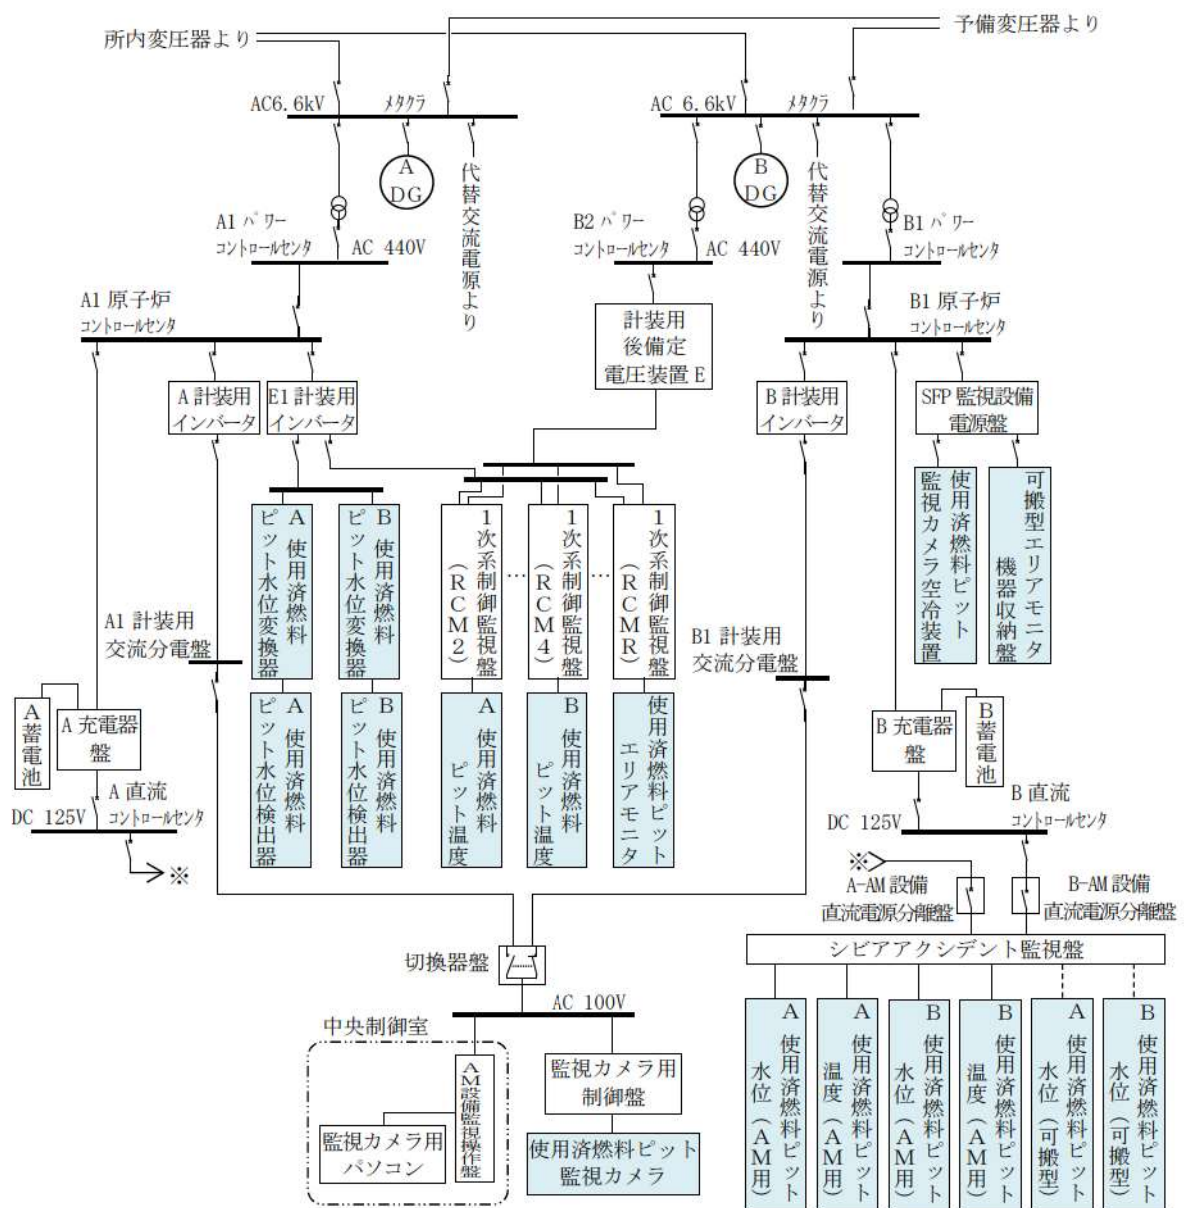 所内変圧器より
予備変圧器より
AC6.6kV
メタクラ
AC 6.6kV
メタクラ
A
DG
代替交流電源より
B
DG
代替交流電源より
A1 パワー
コントロールセンタ
AC 440V
B2 パワー
コントロールセンタ
AC 440V
B1 パワー
コントロールセンタ
A1 原子炉
コントロールセンタ
計装用
後備定
電圧装置 E
B1 原子炉
コントロールセンタ
A 計装用
インバータ
E1 計装用
インバータ
B 計装用
インバータ
SFP 監視設備
電源盤
A 使用済燃料
ピット水位変換器
B 使用済燃料
ピット水位変換器
1次系制御監視盤
(RCM2)
…
1次系制御監視盤
(RCM4)
…
1次系制御監視盤
(RCMR)
使用済燃料ピット
監視カメラ空冷装置
可搬型エリアモニタ
機器収納盤
A1 計装用
交流分電盤
B1 計装用
交流分電盤
A 使用済燃料
ピット水位検出器
B 使用済燃料
ピット水位検出器
A 使用済燃料
ピット温度
B 使用済燃料
ピット温度
使用済燃料ピット
エリアモニタ
A蓄電池
A 充電器
盤
B 充電器
盤
B蓄電池
DC 125V
A 直流
コントロールセンタ
※
DC 125V
B 直流
コントロールセンタ
※
A-AM 設備
直流電源分離盤
B-AM 設備
直流電源分離盤
シビアアクシデント監視盤
切換器盤
AC 100V
中央制御室
AM設備監視操作盤
監視カメラ用
パソコン
監視カメラ用
制御盤
使用済燃料ピット
監視カメラ
A 使用済燃料ピット
水位(AM用)
A 使用済燃料ピット
温度(AM用)
B 使用済燃料ピット
水位(AM用)
B 使用済燃料ピット
温度(AM用)
A 使用済燃料ピット
水位(可搬型)
B 使用済燃料ピット
水位(可搬型)